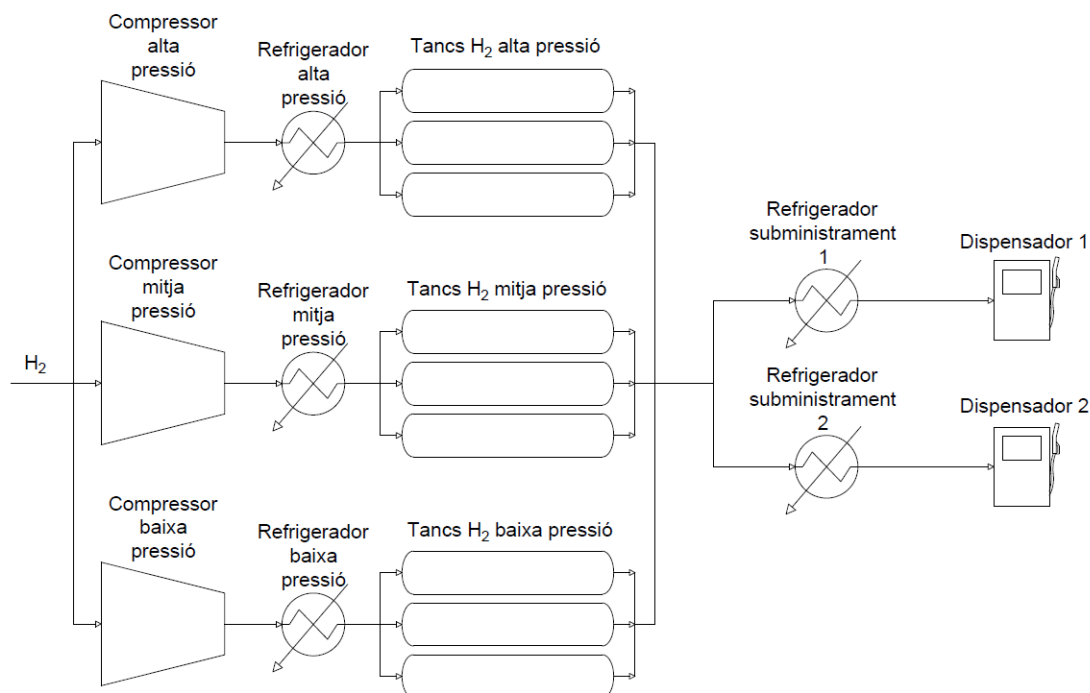 Compressor
alta
pressió
Refrigerador
alta
pressió
Tancs H₂ alta pressió
Compressor
mitja
pressió
Refrigerador
mitja
pressió
Tancs H₂ mitja pressió
H₂
Refrigerador
subministrament
1
Dispensador 1
Refrigerador
subministrament
2
Dispensador 2
Compressor
baixa
pressió
Refrigerador
baixa
pressió
Tancs H₂ baixa pressió